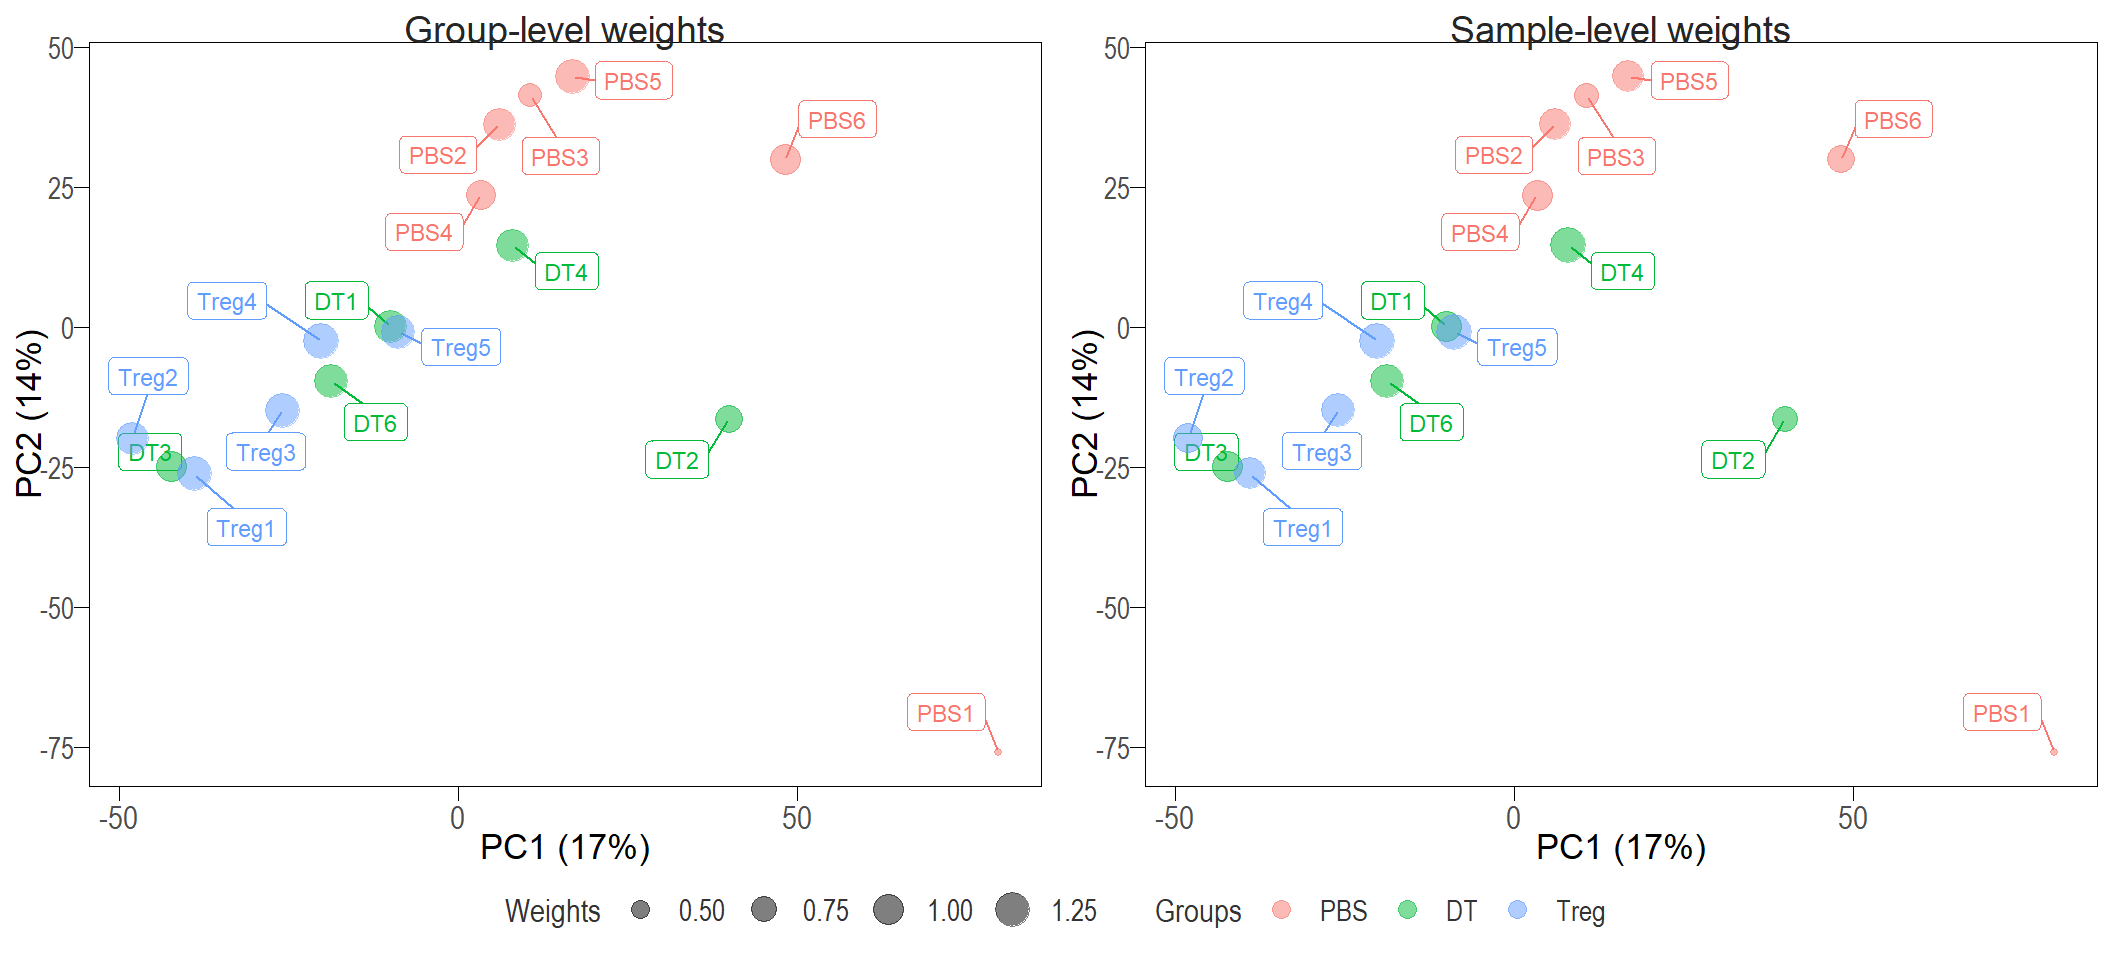 Group-level weights
Sample-level weights
50
25
0
-25
-50
-75
PC2 (14%)
PBS5
PBS6
PBS2
PBS3
PBS4
DT4
Treg4
DT1
Treg5
Treg2
DT6
DT3
Treg3
DT2
Treg1
PBS1
-50
0
50
PC1 (17%)
50
25
0
-25
-50
-75
PC2 (14%)
PBS5
PBS6
PBS2
PBS3
PBS4
DT4
Treg4
DT1
Treg5
Treg2
DT6
DT3
Treg3
DT2
Treg1
PBS1
-50
0
50
PC1 (17%)
Weights 0.50 0.75 1.00 1.25 Groups PBS DT Treg